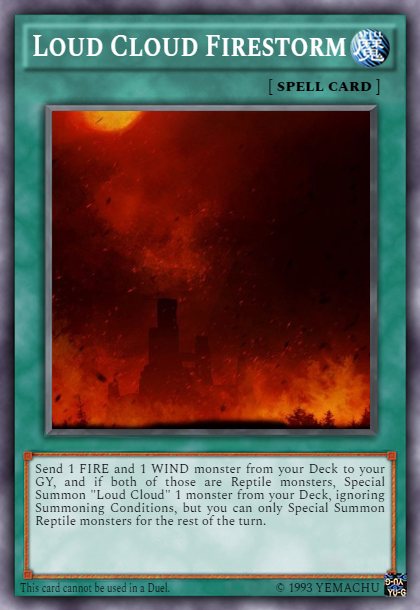 LOUD CLOUD FIRESTORM
[ SPELL CARD ]
Send 1 FIRE and 1 WIND monster from your Deck to your
GY, and if both of those are Reptile monsters, Special
Summon "Loud Cloud" 1 monster from your Deck, ignoring
Summoning Conditions, but you can only Special Summon
Reptile monsters for the rest of the turn.
This card cannot be used in a Duel.
© 1993 YEMACHU